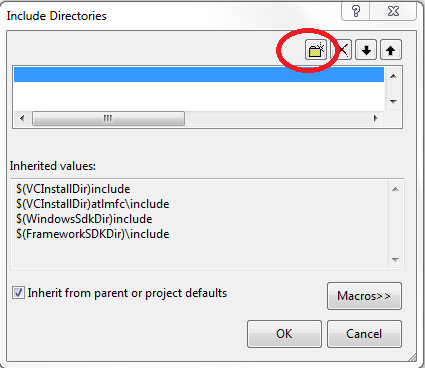 Include Directories
Inherited values:
$(VCInstallDir)include
$(VCInstallDir)atlmfc\include
$(WindowsSdkDir)include
$(FrameworkSDKDir)\include
Inherit from parent or project defaults
Macros>>
OK
Cancel